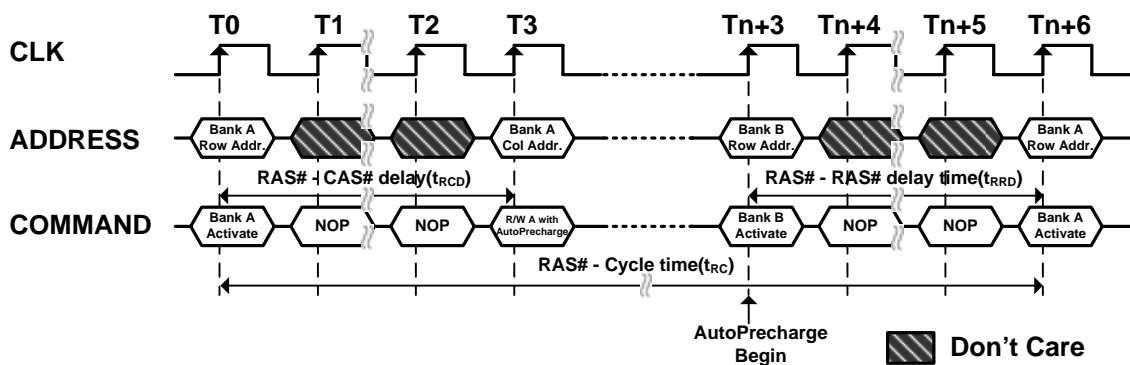 T0 T1 T2 T3 Tn+3 Tn+4 Tn+5 Tn+6
CLK
ADDRESS
Bank A
Row Addr.
Bank A
Col Addr.
Bank B
Row Addr.
Bank A
Row Addr.
RAS# - CAS# delay(tRCD)
RAS# - RAS# delay time(tRRD)
COMMAND
Bank A
Activate
NOP
NOP
R/W A with
AutoPrecharge
Bank B
Activate
NOP
NOP
Bank A
Activate
RAS# - Cycle time(tRC)
AutoPrecharge
Begin
Don't Care